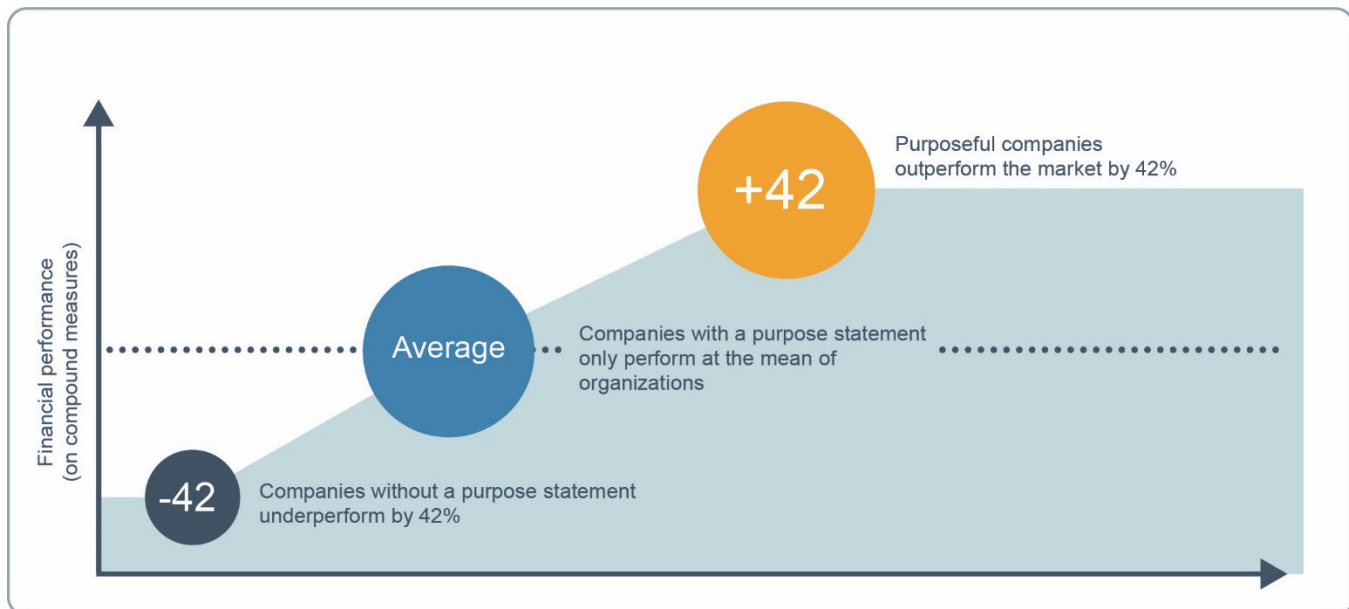 +42
Purposeful companies
outperform the market by 42%
Financial performance
(on compound measures)
Average
Companies with a purpose statement
only perform at the mean of
organizations
-42
Companies without a purpose statement
underperform by 42%